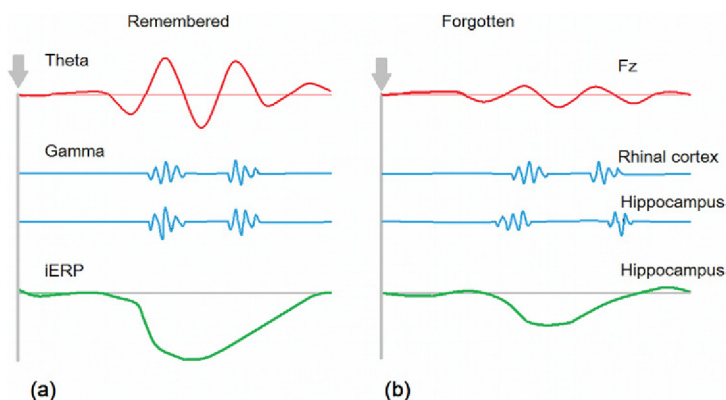 Remembered
Forgotten
Theta
Fz
Gamma
Rhinal cortex
Hippocampus
iERP
Hippocampus
(a)
(b)